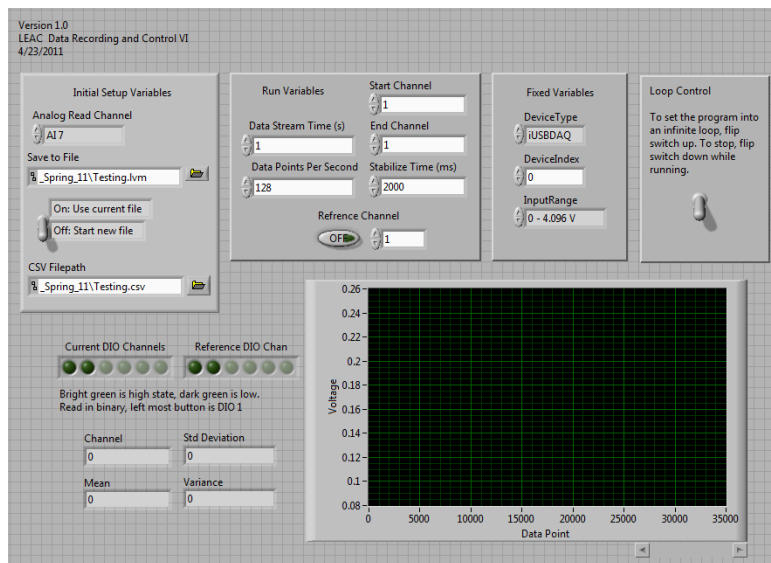 Version 1.0
LEAC Data Recording and Control VI
4/23/2011
Initial Setup Variables
Analog Read Channel
AI 7
Save to File
_Spring_11\Testing.lvm
On: Use current file
Off: Start new file
CSV Filepath
_Spring_11\Testing.csv
Run Variables
Start Channel
1
Data Stream Time (s)
1
End Channel
1
Data Points Per Second
128
Stabilize Time (ms)
2000
Refrence Channel
OFF
1
Fixed Variables
DeviceType
iUSBDAQ
DeviceIndex
0
InputRange
0 - 4.096 V
Loop Control
To set the program into
an infinite loop, flip
switch up. To stop, flip
switch down while
running.
Current DIO Channels
Reference DIO Chan
Bright green is high state, dark green is low.
Read in binary, left most button is DIO 1
Channel
0
Std Deviation
0
Mean
0
Variance
0
Voltage
0.26
0.24
0.22
0.2
0.18
0.16
0.14
0.12
0.1
0.08
0
5000
10000
15000
20000
25000
30000
35000
Data Point